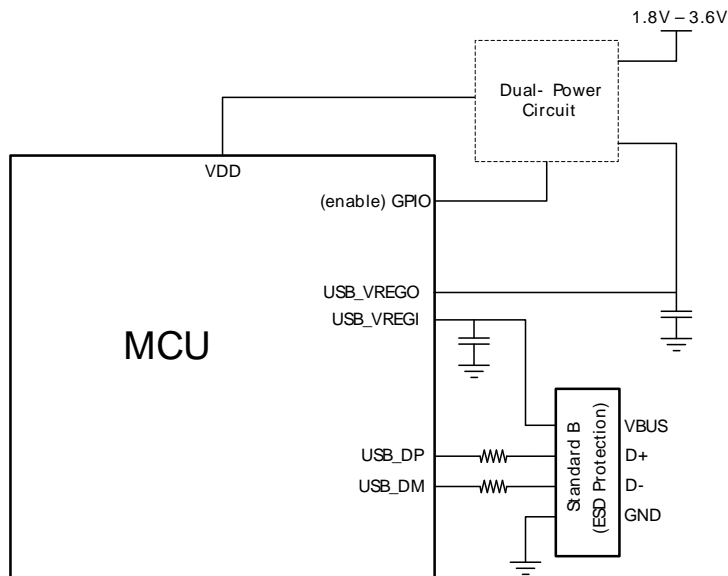 1.8V – 3.6V
Dual- Power
Circuit
VDD
(enable) GPIO
USB_VREGO
USB_VREGI
MCU
USB_DP
USB_DM
Standard B
(ESD Protection)
VBUS
D+
D-
GND